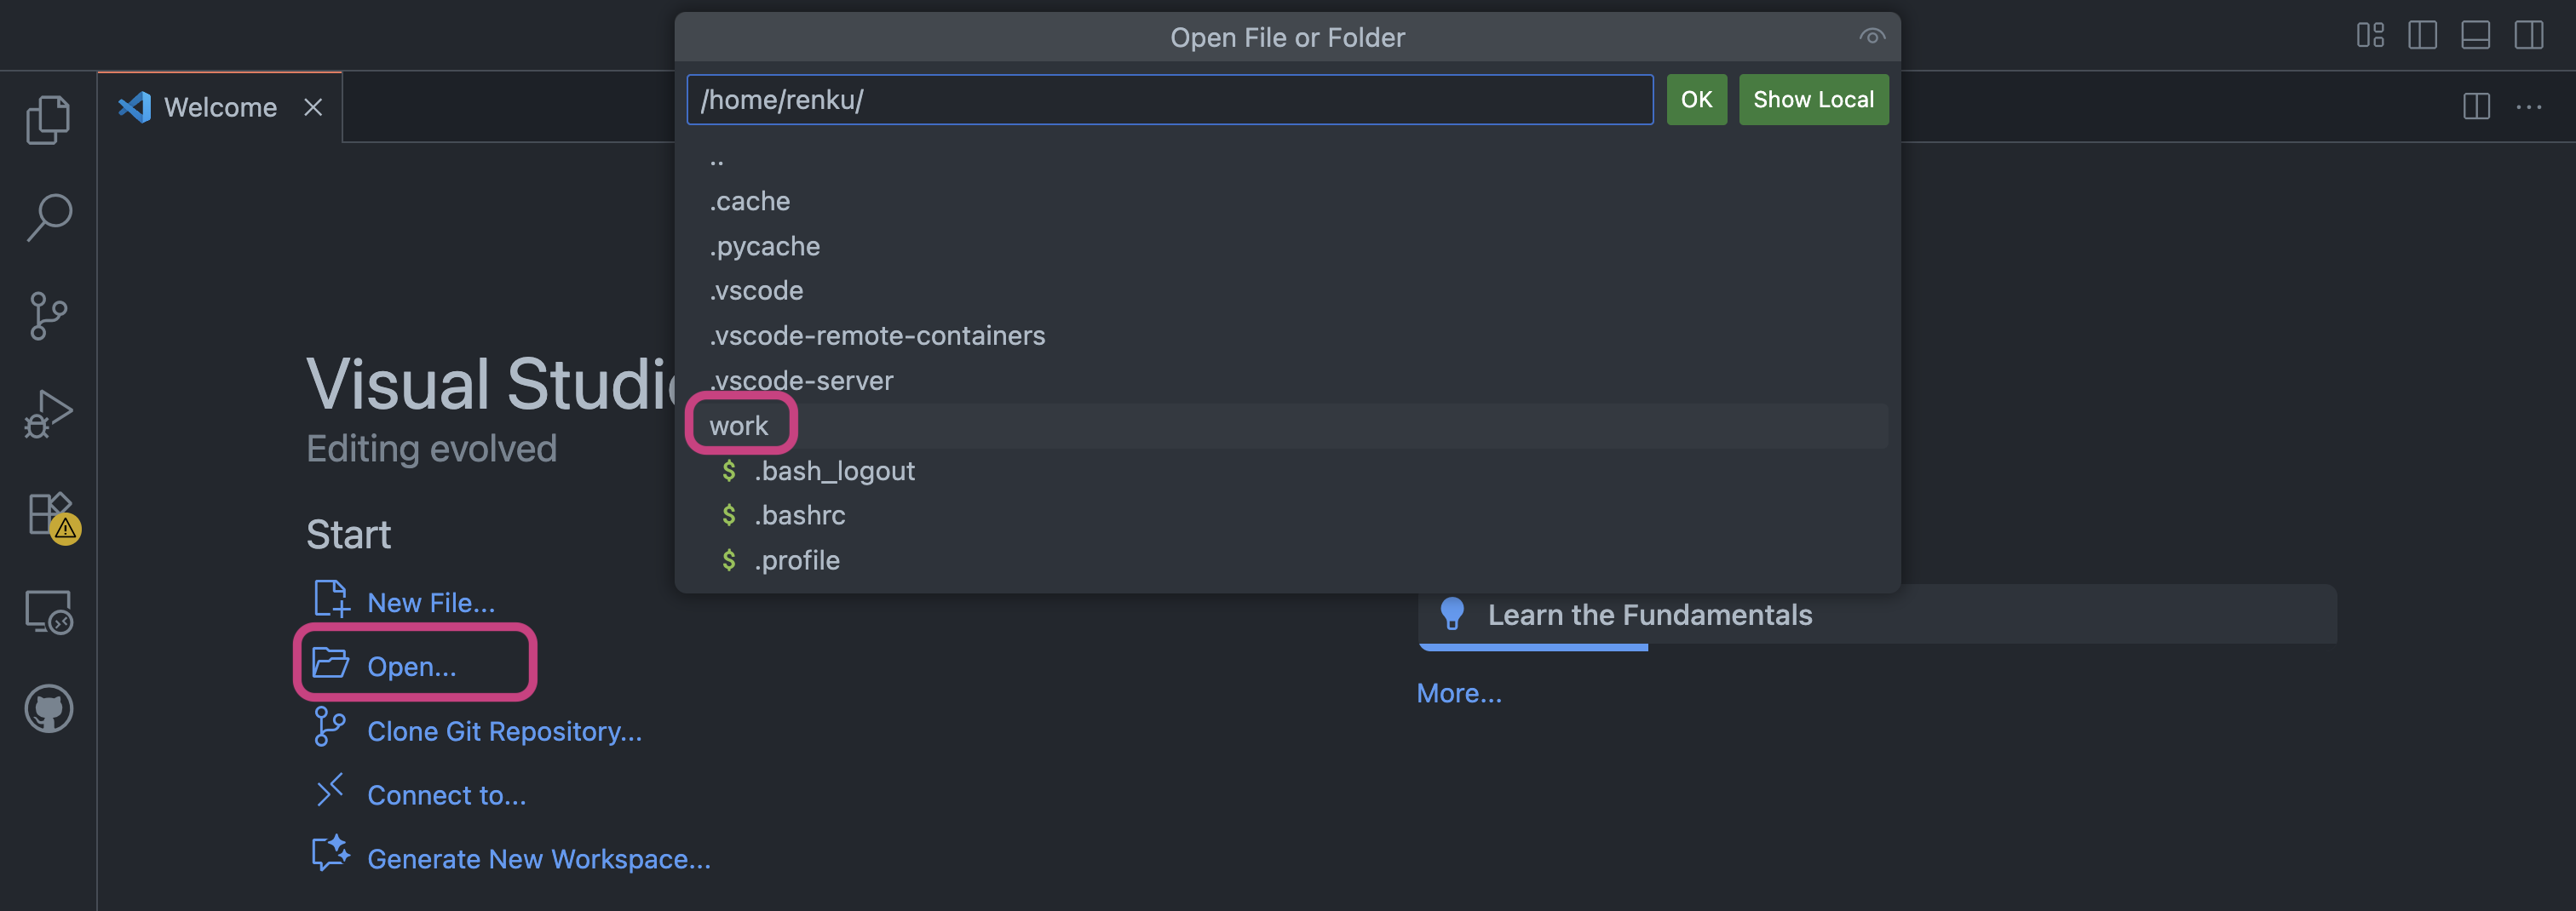 Open File or Folder
Welcome
/home/renku/
OK
Show Local
..
.cache
.pycache
.vscode
.vscode-remote-containers
.vscode-server
work
$ .bash_logout
$ .bashrc
$ .profile
Visual Studi
Editing evolved
Start
New File...
Open...
Clone Git Repository...
Connect to...
Generate New Workspace...
Learn the Fundamentals
More...